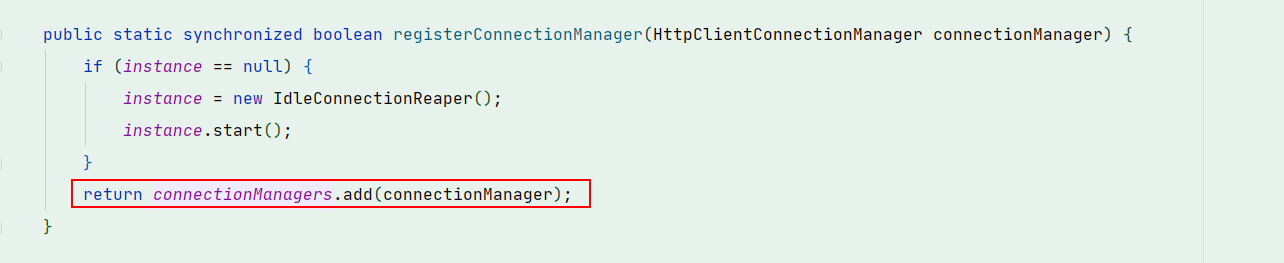 public static synchronized boolean registerConnectionManager(HttpClientConnectionManager connectionManager) {
if (instance == null) {
instance = new IdleConnectionReaper();
instance.start();
}
return connectionManagers.add(connectionManager);
}